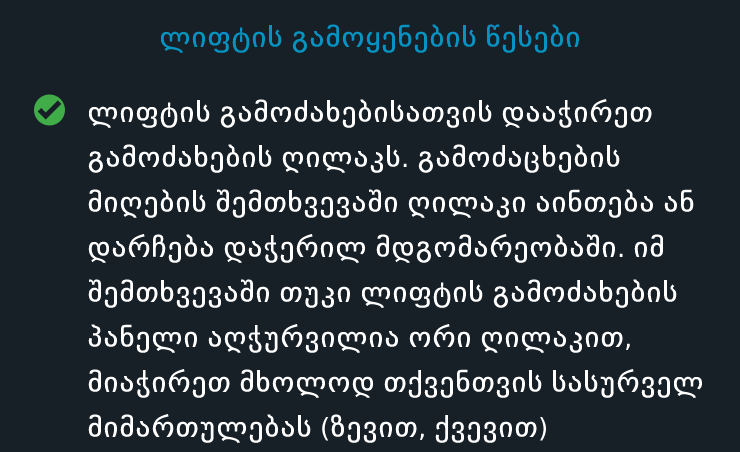 ლიფტის გამოყენების წესები
ლიფტის გამოძახებისათვის დააჭირეთ
გამოძახების ღილაკს. გამოძაცხების
მიღების შემთხვევაში ღილაკი აინთება ან
დარჩება დაჭერილ მდგომარეობაში. იმ
შემთხვევაში თუკი ლიფტის გამოძახების
პანელი აღჭურვილია ორი ღილაკით,
მიაჭირეთ მხოლოდ თქვენთვის სასურველ
მიმართულებას (ზევით, ქვევით)